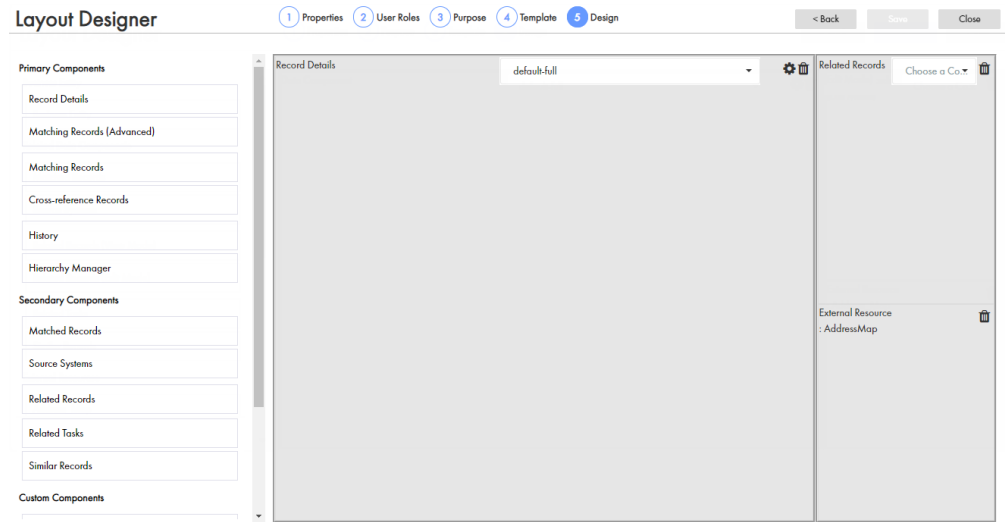 Layout Designer
1 Properties 2 User Roles 3 Purpose 4 Template 5 Design
< Back Save Close
Primary Components
Record Details
Matching Records (Advanced)
Matching Records
Cross-reference Records
History
Hierarchy Manager
Secondary Components
Matched Records
Source Systems
Related Records
Related Tasks
Similar Records
Custom Components
Record Details default-full
Related Records Choose a Co...
External Resource
: AddressMap